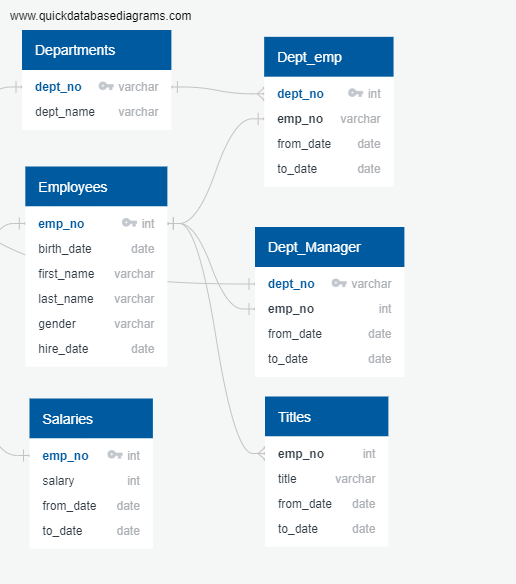 www.quickdatabasediagrams.com
Departments
dept_no varchar
dept_name varchar
Dept_emp
dept_no int
emp_no varchar
from_date date
to_date date
Employees
emp_no int
birth_date date
first_name varchar
last_name varchar
gender varchar
hire_date date
Dept_Manager
dept_no varchar
emp_no int
from_date date
to_date date
Salaries
emp_no int
salary int
from_date date
to_date date
Titles
emp_no int
title varchar
from_date date
to_date date